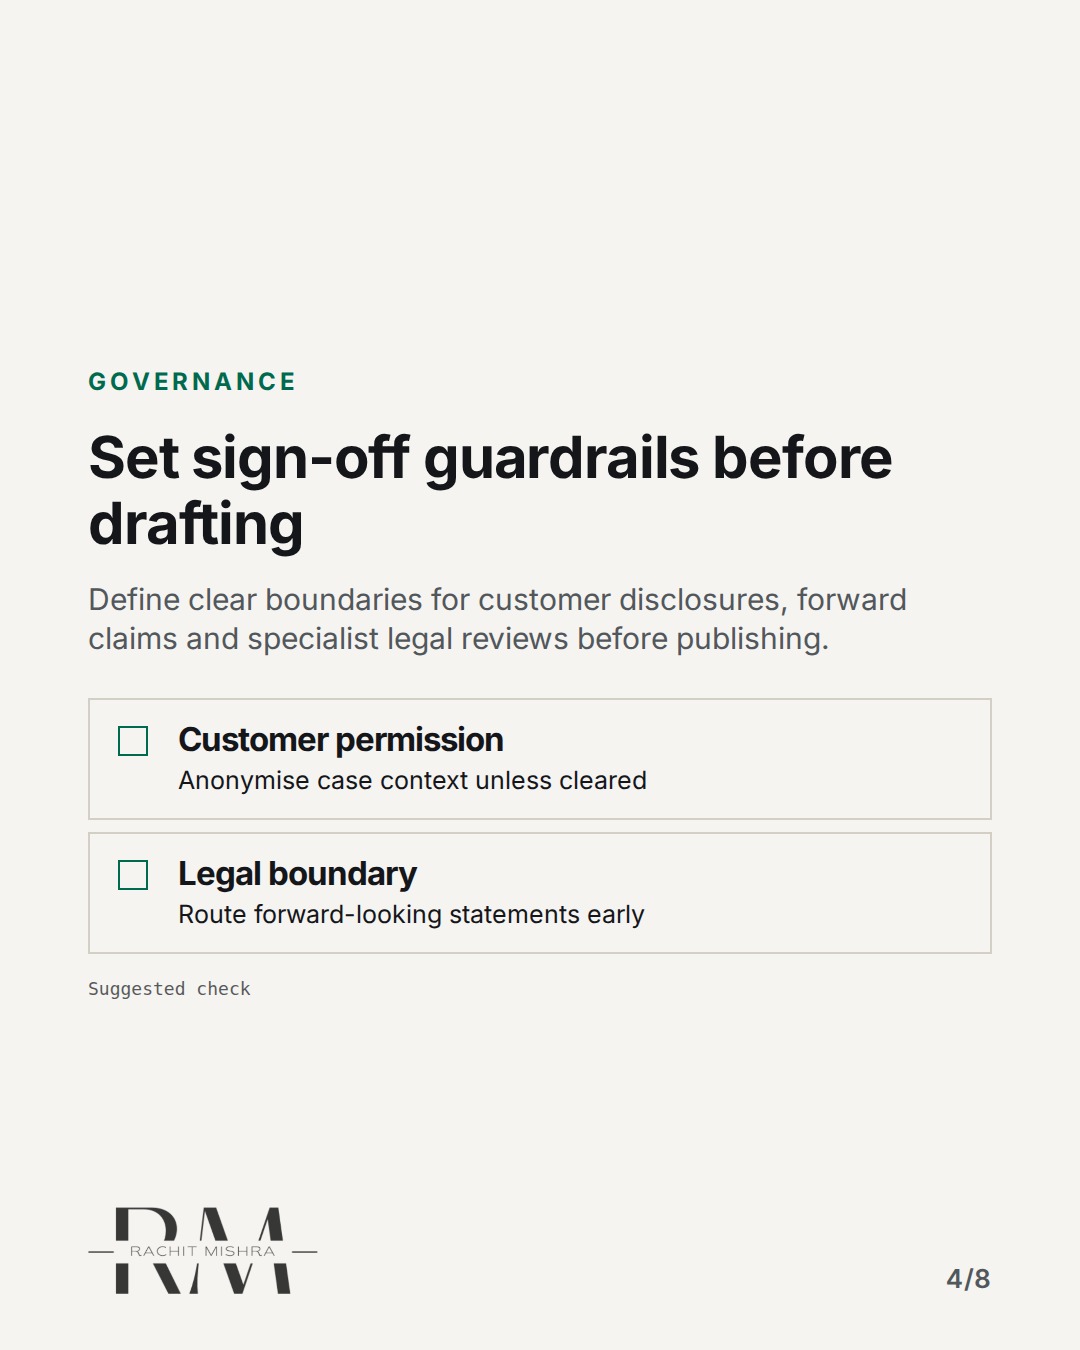 GOVERNANCE
Set sign-off guardrails before
drafting
Define clear boundaries for customer disclosures, forward
claims and specialist legal reviews before publishing.
Customer permission
Anonymise case context unless cleared
Legal boundary
Route forward-looking statements early
Suggested check
RM
RACHIT MISHRA
4/8